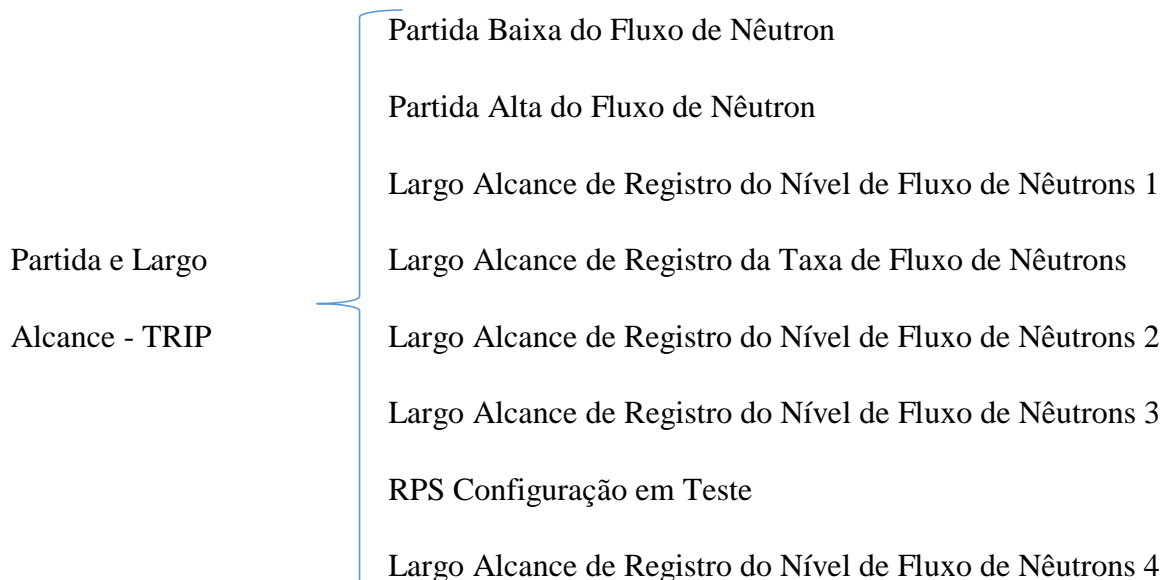 Partida Baixa do Fluxo de Nêutron
Partida Alta do Fluxo de Nêutron
Largo Alcance de Registro do Nível de Fluxo de Nêutrons 1
Partida e Largo
Largo Alcance de Registro da Taxa de Fluxo de Nêutrons
Alcance - TRIP
Largo Alcance de Registro do Nível de Fluxo de Nêutrons 2
Largo Alcance de Registro do Nível de Fluxo de Nêutrons 3
RPS Configuração em Teste
Largo Alcance de Registro do Nível de Fluxo de Nêutrons 4